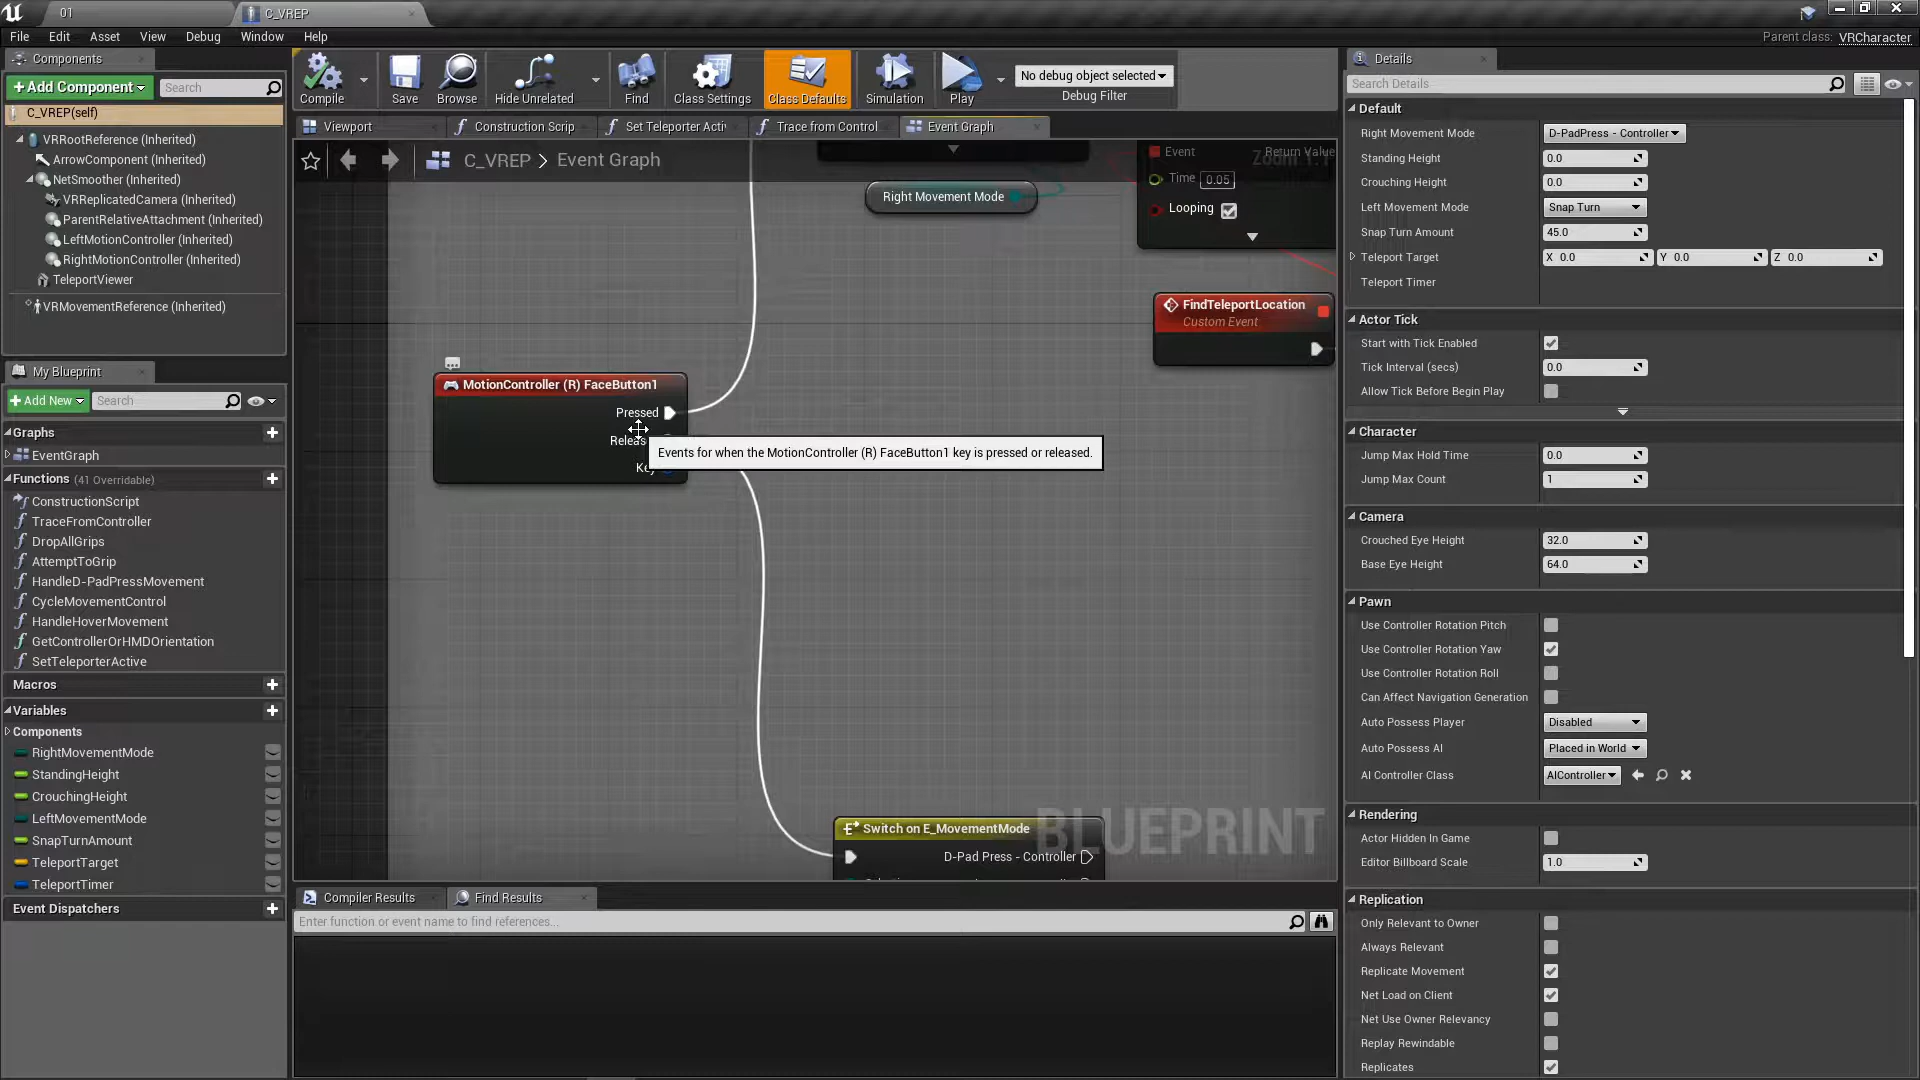 01
C_VREP
File Edit Asset View Debug Window Help
Parent class: VRCharacter
Components
+Add Component
Search
C_VREP(self)
VRRootReference (Inherited)
ArrowComponent (Inherited)
NetSmoother (Inherited)
VRReplicatedCamera (Inherited)
ParentRelativeAttachment (Inherited)
LeftMotionController (Inherited)
RightMotionController (Inherited)
TeleportViewer
VRMovementReference (Inherited)
My Blueprint
+Add New
Search
Graphs
EventGraph
Functions (41 Overridable)
ConstructionScript
TraceFromController
DropAllGrips
AttemptToGrip
HandleD-PadPressMovement
CycleMovementControl
HandleHoverMovement
GetControllerOrHMDOrientation
SetTeleporterActive
Macros
Variables
Components
RightMovementMode
StandingHeight
CrouchingHeight
LeftMovementMode
SnapTurnAmount
TeleportTarget
TeleportTimer
Event Dispatchers
Compile Save Browse Hide Unrelated Find Class Settings Class Defaults Simulation Play
No debug object selected
Debug Filter
Viewport Construction Scrip Set Teleporter Acti Trace from Control Event Graph
C_VREP > Event Graph
Event Return Value
Time 0.05
Looping
Right Movement Mode
FindTeleportLocation
Custom Event
MotionController (R) FaceButton1
Pressed
Releas
Key
Events for when the MotionController (R) FaceButton1 key is pressed or released.
Switch on E_MovementMode
D-Pad Press - Controller
BLUEPRINT
Compiler Results Find Results
Enter function or event name to find references...
Details
Search Details
Default
Right Movement Mode D-PadPress - Controller
Standing Height 0.0
Crouching Height 0.0
Left Movement Mode Snap Turn
Snap Turn Amount 45.0
Teleport Target X 0.0 Y 0.0 Z 0.0
Teleport Timer
Actor Tick
Start with Tick Enabled
Tick Interval (secs) 0.0
Allow Tick Before Begin Play
Character
Jump Max Hold Time 0.0
Jump Max Count 1
Camera
Crouched Eye Height 32.0
Base Eye Height 64.0
Pawn
Use Controller Rotation Pitch
Use Controller Rotation Yaw
Use Controller Rotation Roll
Can Affect Navigation Generation
Auto Possess Player Disabled
Auto Possess AI Placed in World
AI Controller Class AIController
Rendering
Actor Hidden In Game
Editor Billboard Scale 1.0
Replication
Only Relevant to Owner
Always Relevant
Replicate Movement
Net Load on Client
Net Use Owner Relevancy
Replay Rewindable
Replicates